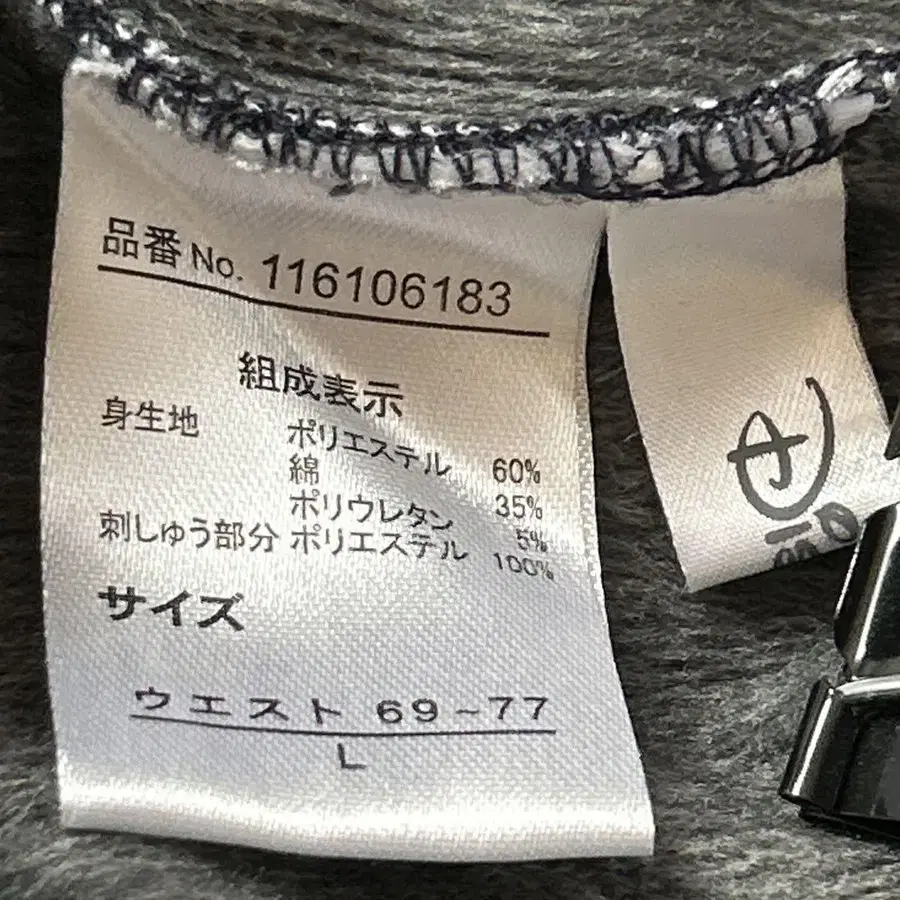 品番No. 116106183
組成表示
身生地 ポリエステル 60%
綿 35%
ポリウレタン 5%
刺しゅう部分 ポリエステル 100%
サイズ
ウエスト 69~77
L